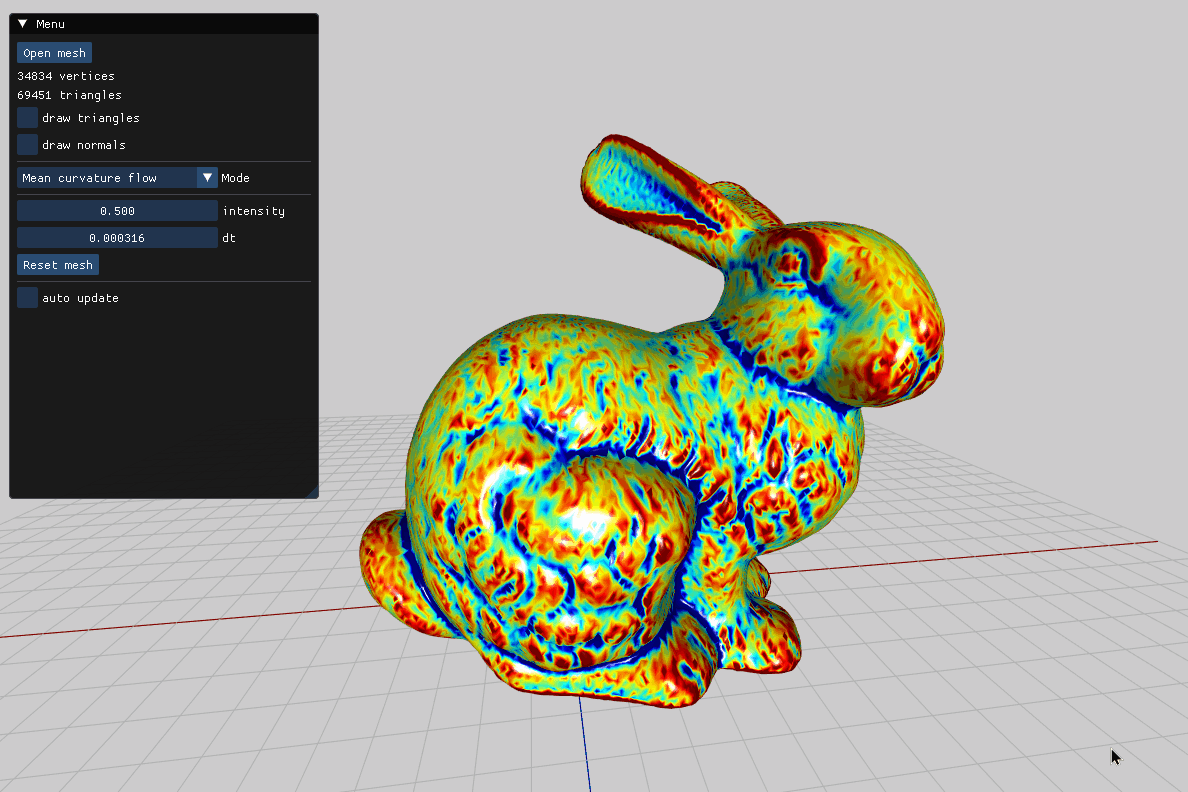 Menu
Open mesh
34834 vertices
69451 triangles
draw triangles
draw normals
Mean curvature flow Mode
0.500 intensity
0.000316 dt
Reset mesh
auto update